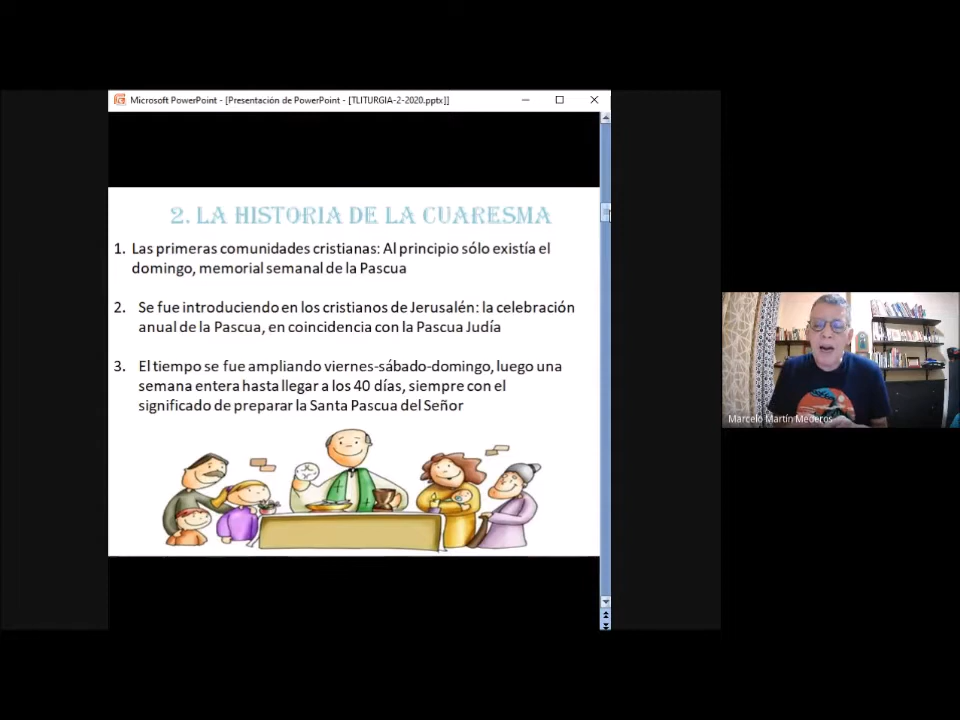 Microsoft PowerPoint - [Presentación de PowerPoint - [TLITURGIA-2-2020.pptx]]
2. LA HISTORIA DE LA CUARESMA
1. Las primeras comunidades cristianas: Al principio sólo existía el
domingo, memorial semanal de la Pascua
2. Se fue introduciendo en los cristianos de Jerusalén: la celebración
anual de la Pascua, en coincidencia con la Pascua Judía
3. El tiempo se fue ampliando viernes-sábado-domingo, luego una
semana entera hasta llegar a los 40 días, siempre con el
significado de preparar la Santa Pascua del Señor
Marcelo Martín Mederos